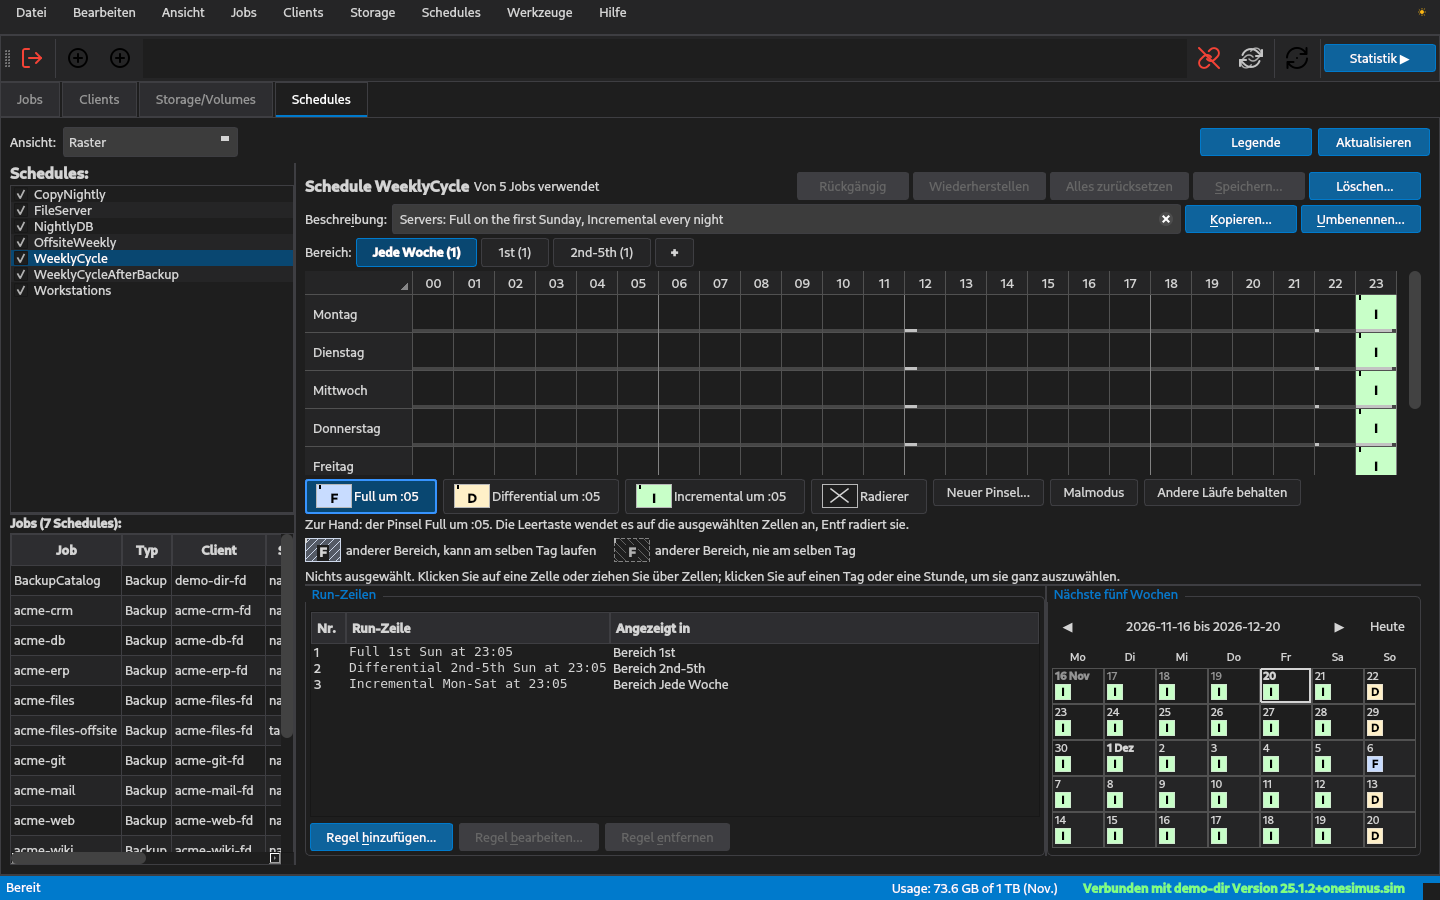 Datei Bearbeiten Ansicht Jobs Clients Storage Schedules Werkzeuge Hilfe
Statistik ▶
Jobs Clients Storage/Volumes Schedules
Ansicht: Raster Legende Aktualisieren
Schedules:
✓ CopyNightly
✓ FileServer
✓ NightlyDB
✓ OffsiteWeekly
✓ WeeklyCycle
✓ WeeklyCycleAfterBackup
✓ Workstations
Jobs (7 Schedules):
Job Typ Client S
BackupCatalog Backup demo-dir-fd na
acme-crm Backup acme-crm-fd na
acme-db Backup acme-db-fd na
acme-erp Backup acme-erp-fd na
acme-files Backup acme-files-fd na
acme-files-offsite Backup acme-files-fd ta
acme-git Backup acme-git-fd na
acme-mail Backup acme-mail-fd na
acme-web Backup acme-web-fd na
acme-wiki Backup acme-wiki-fd na
Schedule WeeklyCycle Von 5 Jobs verwendet Rückgängig Wiederherstellen Alles zurücksetzen Speichern... Löschen...
Beschreibung: Servers: Full on the first Sunday, Incremental every night Kopieren... Umbenennen...
Bereich: Jede Woche (1) 1st (1) 2nd-5th (1) +
00 01 02 03 04 05 06 07 08 09 10 11 12 13 14 15 16 17 18 19 20 21 22 23
Montag I
Dienstag I
Mittwoch I
Donnerstag I
Freitag I
F Full um :05 D Differential um :05 I Incremental um :05 Radierer Neuer Pinsel... Malmodus Andere Läufe behalten
Zur Hand: der Pinsel Full um :05. Die Leertaste wendet es auf die ausgewählten Zellen an, Entf radiert sie.
F anderer Bereich, kann am selben Tag laufen F anderer Bereich, nie am selben Tag
Nichts ausgewählt. Klicken Sie auf eine Zelle oder ziehen Sie über Zellen; klicken Sie auf einen Tag oder eine Stunde, um sie ganz auszuwählen.
Run-Zeilen
Nr. Run-Zeile Angezeigt in
1 Full 1st Sun at 23:05 Bereich 1st
2 Differential 2nd-5th Sun at 23:05 Bereich 2nd-5th
3 Incremental Mon-Sat at 23:05 Bereich Jede Woche
Regel hinzufügen... Regel bearbeiten... Regel entfernen
Nächste fünf Wochen
◀ 2026-11-16 bis 2026-12-20 ▶ Heute
Mo Di Mi Do Fr Sa So
16 Nov 17 18 19 20 21 22
I I I I I I D
23 24 25 26 27 28 29
I I I I I I D
30 1 Dez 2 3 4 5 6
I I I I I I F
7 8 9 10 11 12 13
I I I I I I D
14 15 16 17 18 19 20
I I I I I I D
Bereit Usage: 73.6 GB of 1 TB (Nov.) Verbunden mit demo-dir Version 25.1.2+onesimus.sim